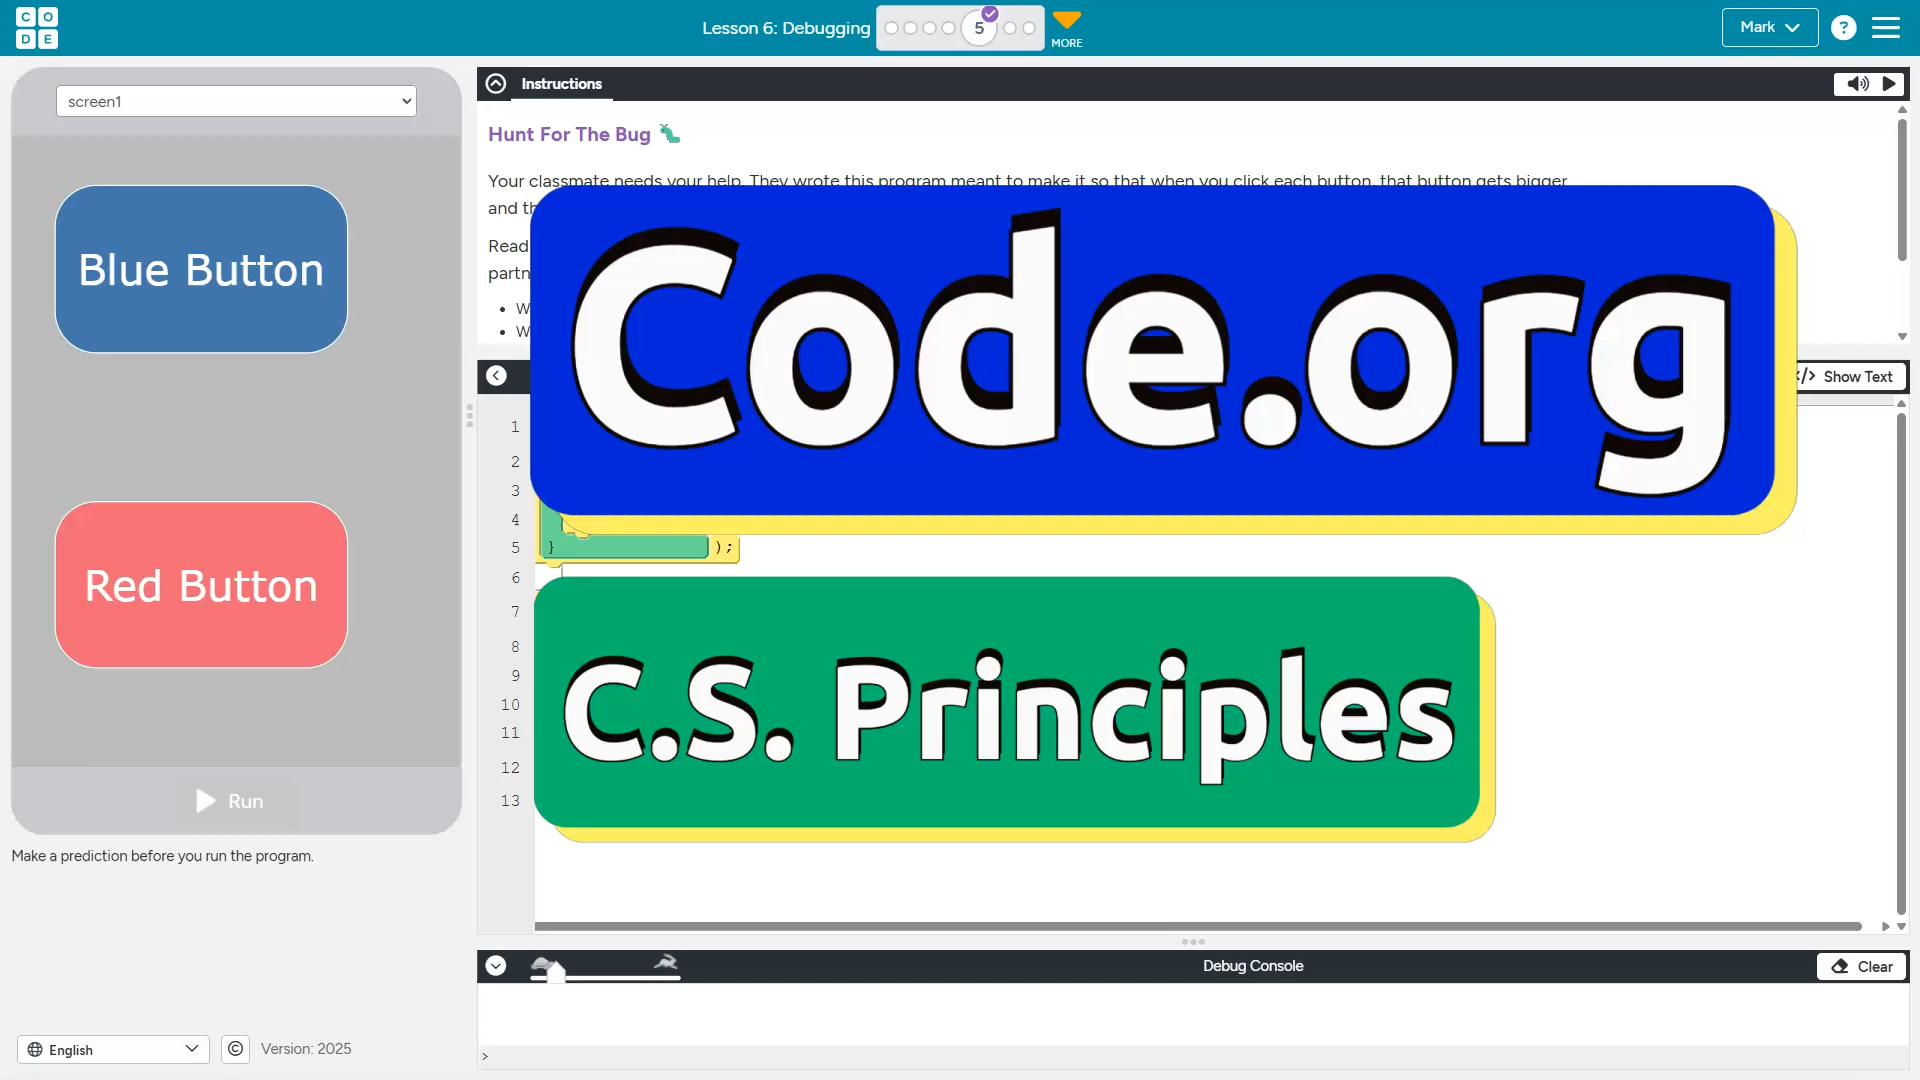 CODE
Lesson 6: Debugging
5
MORE
Mark
?
screen1
Instructions
Hunt For The Bug
Your classmate needs your help. They wrote this program meant to make it so that when you click each button, that button gets bigger
and th
Read
partn
W
W
Code.org
Blue Button
Show Text
1
2
3
4
5 } );
6
7
8
9
10
11
12
13
C.S. Principles
Red Button
Run
Make a prediction before you run the program.
Debug Console
Clear
English
© Version: 2025
>